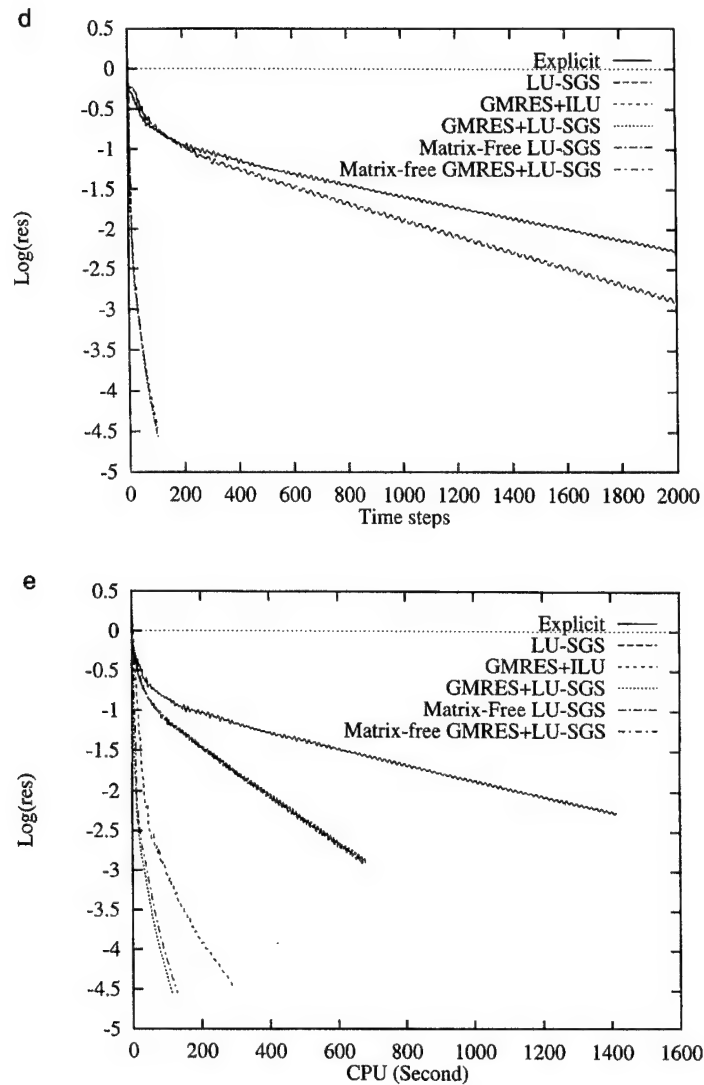 d
0.5
0
-0.5
-1
-1.5
-2
-2.5
-3
-3.5
-4
-4.5
-5
Log(res)
Explicit
LU-SGS
GMRES+ILU
GMRES+LU-SGS
Matrix-Free LU-SGS
Matrix-free GMRES+LU-SGS
0 200 400 600 800 1000 1200 1400 1600 1800 2000
Time steps
e
0.5
0
-0.5
-1
-1.5
-2
-2.5
-3
-3.5
-4
-4.5
-5
Log(res)
Explicit
LU-SGS
GMRES+ILU
GMRES+LU-SGS
Matrix-Free LU-SGS
Matrix-free GMRES+LU-SGS
0 200 400 600 800 1000 1200 1400 1600
CPU (Second)